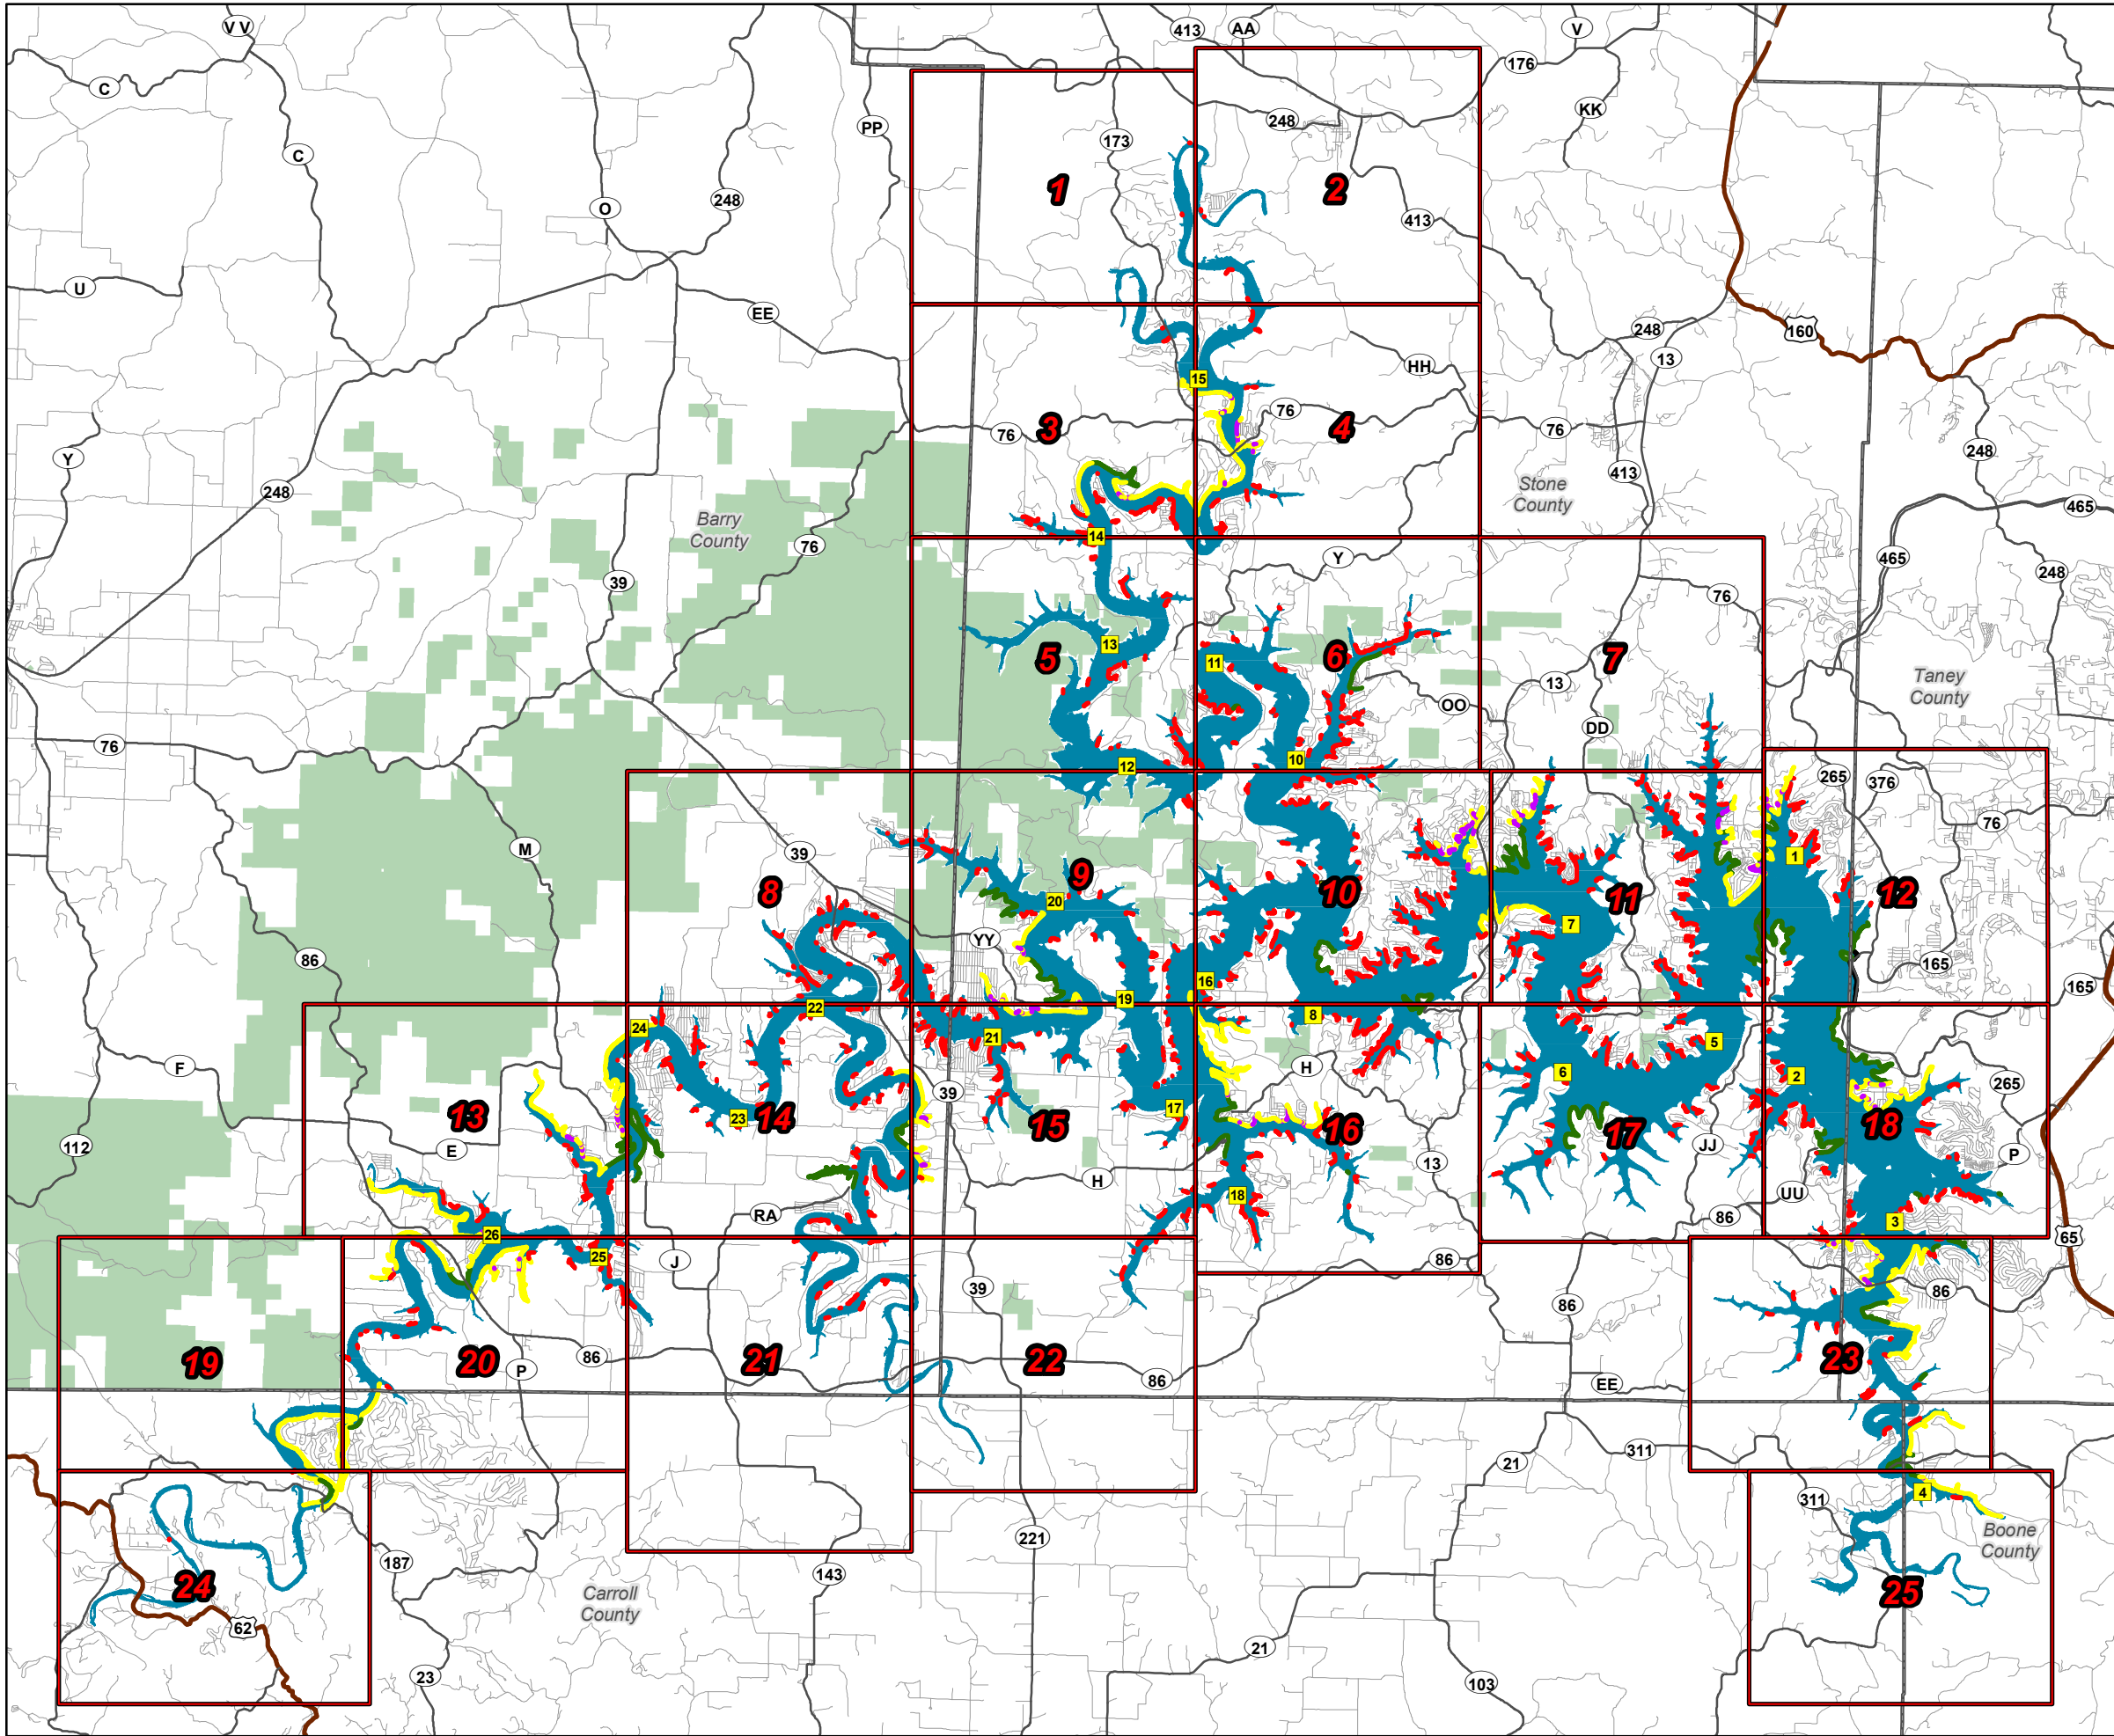 VV
413
AA
V
C
176
KK
248
PP
173
C
1
2
248
O
413
U
EE
160
248
13
HH
15
76
3
4
76
76
Y
248
413
248
Stone
County
465
Barry
County
76
14
465
Y
248
39
76
13
5
11
6
7
Taney
County
13
OO
DD
76
10
12
265
376
76
M
39
1
8
9
10
11
12
20
7
YY
86
165
16
165
19
22
8
24
21
5
F
H
6
2
265
39
23
17
13
14
15
16
17
18
112
E
JJ
P
13
H
18
UU
RA
86
3
26
65
25
J
86
39
86
86
19
20
21
22
23
86
P
86
EE
311
21
4
311
Boone
County
221
187
143
24
Carroll
County
25
62
21
23
103